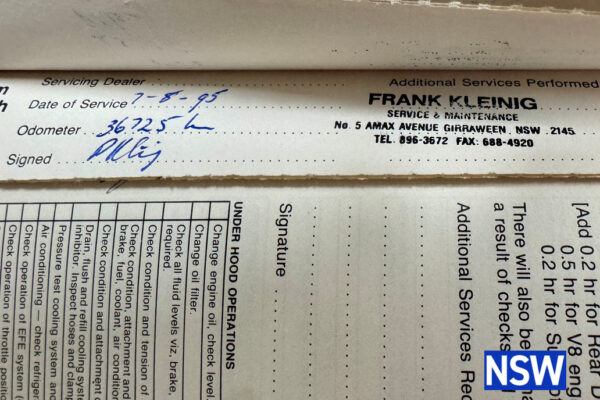 m
Servicing Dealer
Additional Services Performed
h
Date of Service 7-8-95
FRANK KLEINIG
SERVICE & MAINTENANCE
Odometer 36725 km
No. 5 AMAX AVENUE GIRRAWEEN, NSW. 2145.
TEL. 896-3672 FAX: 688-4920
Signed
[Add 0.2 hr for Rear D
0.5 hr for V8 eng
0.2 hr for S
There will also be
a result of checks
Additional Services Req
Signature
UNDER HOOD OPERATIONS
Change engine oil, check level
Change oil filter.
Check all fluid levels viz, brake,
required.
Check condition and tension of
Check condition, attachment and
brake, fuel, coolant, air condition
Check condition and attachment of
Drain, flush and refill cooling system
inhibitor. Inspect hoses and clamp
Pressure test cooling system and
Air conditioning — check refriger
Check operation of EFE system (
Check operation of throttle positio
NSW